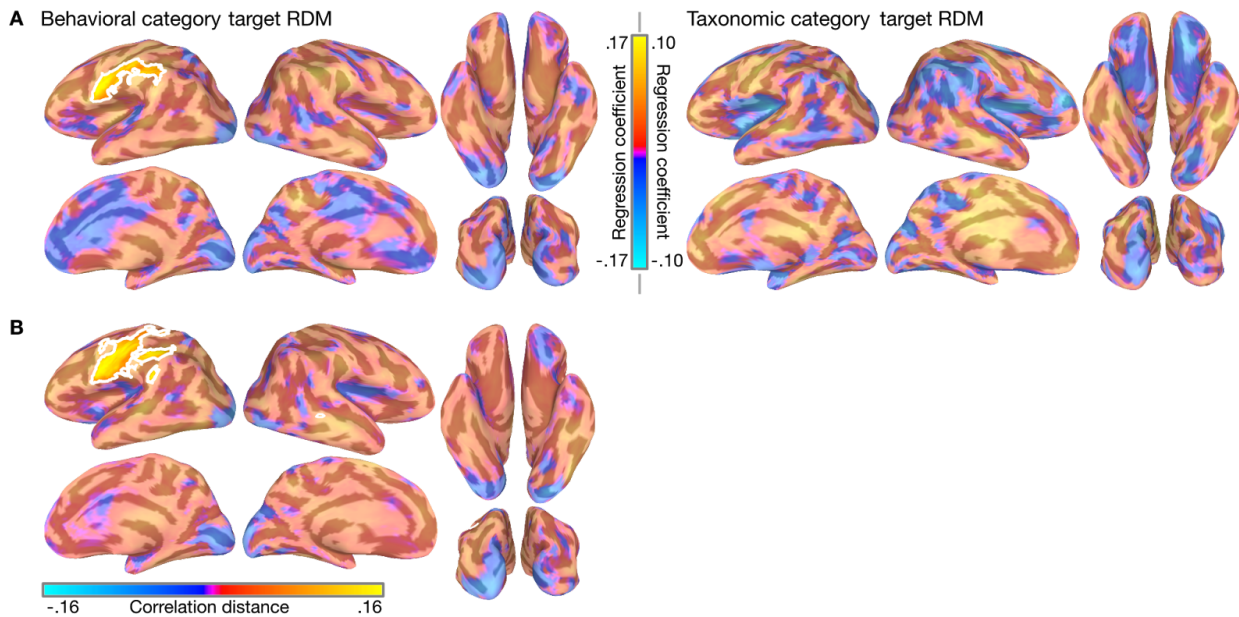 A Behavioral category target RDM
Taxonomic category target RDM
.17 .10
Regression coefficient
Regression coefficient
-.17 -.10
B
-.16 Correlation distance .16